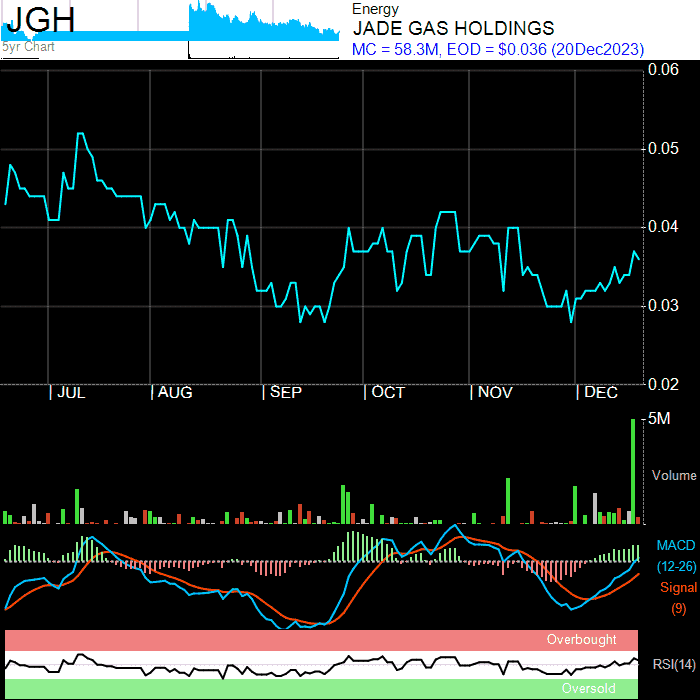 JGH
5yr Chart
Energy
JADE GAS HOLDINGS
MC = 58.3M, EOD = $0.036 (20Dec2023)
0.06
0.05
0.04
0.03
0.02
JUL
AUG
SEP
OCT
NOV
DEC
5M
Volume
MACD
(12-26)
Signal
(9)
Overbought
RSI(14)
Oversold